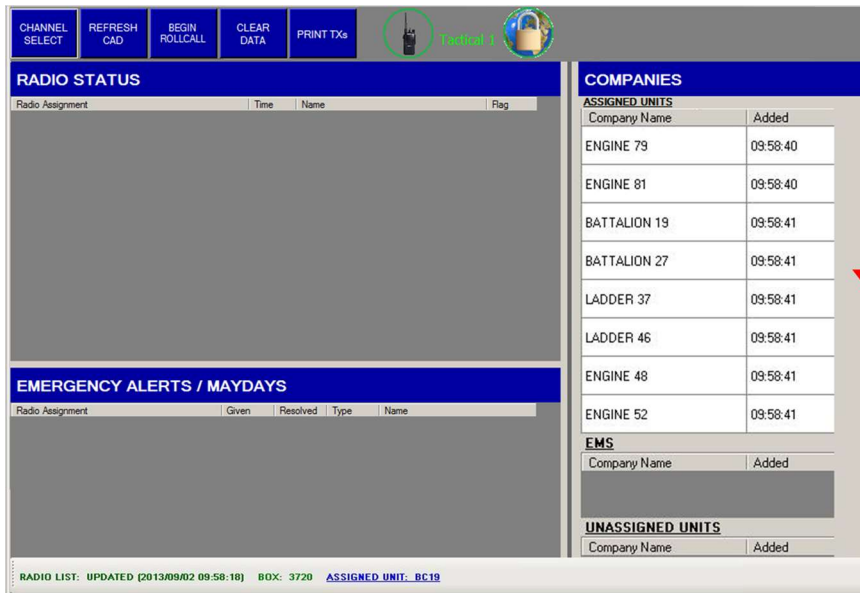 CHANNEL SELECT
REFRESH CAD
BEGIN ROLLCALL
CLEAR DATA
PRINT TXs
Tactical-1
RADIO STATUS
Radio Assignment Time Name Flag
EMERGENCY ALERTS / MAYDAYS
Radio Assignment Given Resolved Type Name
COMPANIES
ASSIGNED UNITS
Company Name Added
ENGINE 79 09:58:40
ENGINE 81 09:58:40
BATTALION 19 09:58:41
BATTALION 27 09:58:41
LADDER 37 09:58:41
LADDER 46 09:58:41
ENGINE 48 09:58:41
ENGINE 52 09:58:41
EMS
Company Name Added
UNASSIGNED UNITS
Company Name Added
RADIO LIST: UPDATED (2013/09/02 09:58:18) BOX: 3720 ASSIGNED UNIT: BC19